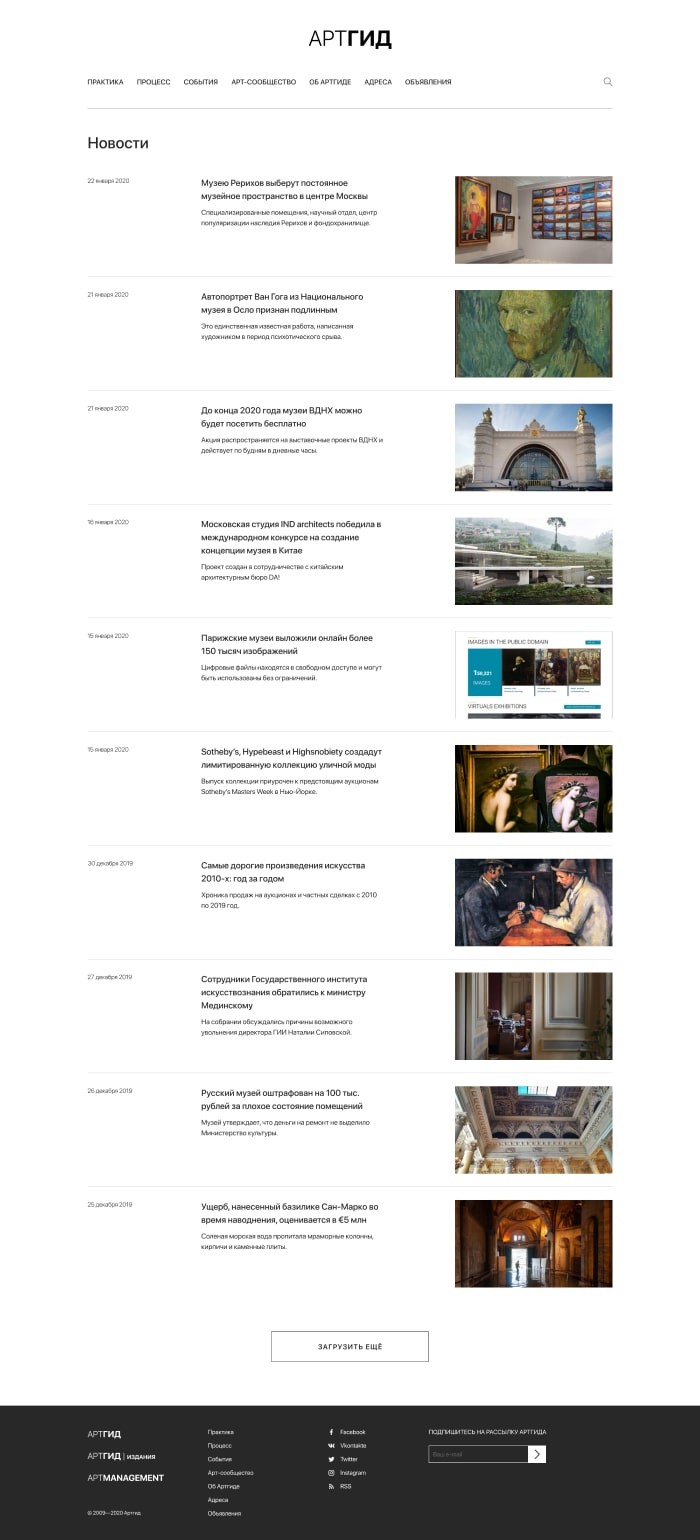 АРТГИД
ПРАКТИКА ПРОЦЕСС СОБЫТИЯ АРТ-СООБЩЕСТВО ОБ АРТГИДЕ АДРЕСА ОБЪЯВЛЕНИЯ
Новости
22 января 2020
Музею Рерихов выберут постоянное
музейное пространство в центре Москвы
Специализированные помещения, научный отдел, центр
популяризации наследия Рерихов и фондохранилище.
21 января 2020
Автопортрет Ван Гога из Национального
музея в Осло признан подлинным
Это единственная известная работа, написанная
художником в период психотического срыва.
21 января 2020
До конца 2020 года музеи ВДНХ можно
будет посетить бесплатно
Акция распространяется на выставочные проекты ВДНХ и
действует по будням в дневные часы.
16 января 2020
Московская студия IND architects победила в
международном конкурсе на создание
концепции музея в Китае
Проект создан в сотрудничестве с китайским
архитектурным бюро DA!
15 января 2020
Парижские музеи выложили онлайн более
150 тысяч изображений
Цифровые файлы находятся в свободном доступе и могут
быть использованы без ограничений.
IMAGES IN THE PUBLIC DOMAIN
IMAGES
VIRTUALS EXHIBITIONS
15 января 2020
Sotheby's, Hypebeast и Highsnobiety создадут
лимитированную коллекцию уличной моды
Выпуск коллекции приурочен к предстоящим аукционам
Sotheby's Masters Week в Нью-Йорке.
30 декабря 2019
Самые дорогие произведения искусства
2010-х: год за годом
Хроника продаж на аукционах и частных сделках с 2010
по 2019 год.
27 декабря 2019
Сотрудники Государственного института
искусствознания обратились к министру
Мединскому
На собрании обсуждались причины возможного
увольнения директора ГИИ Наталии Сиповской.
26 декабря 2019
Русский музей оштрафован на 100 тыс.
рублей за плохое состояние помещений
Музей утверждает, что деньги на ремонт не выделило
Министерство культуры.
25 декабря 2019
Ущерб, нанесенный базилике Сан-Марко во
время наводнения, оценивается в €5 млн
Соленая морская вода пропитала мраморные колонны,
кирпичи и каменные плиты.
ЗАГРУЗИТЬ ЕЩЁ
АРТГИД
АРТГИД | ИЗДАНИЯ
АРТMANAGEMENT
© 2009—2020 Артгид
Практика
Процесс
События
Арт-сообщество
Об Артгиде
Адреса
Объявления
Facebook
Vkontakte
Twitter
Instagram
RSS
ПОДПИШИТЕСЬ НА РАССЫЛКУ АРТГИДА
Ваш e-mail